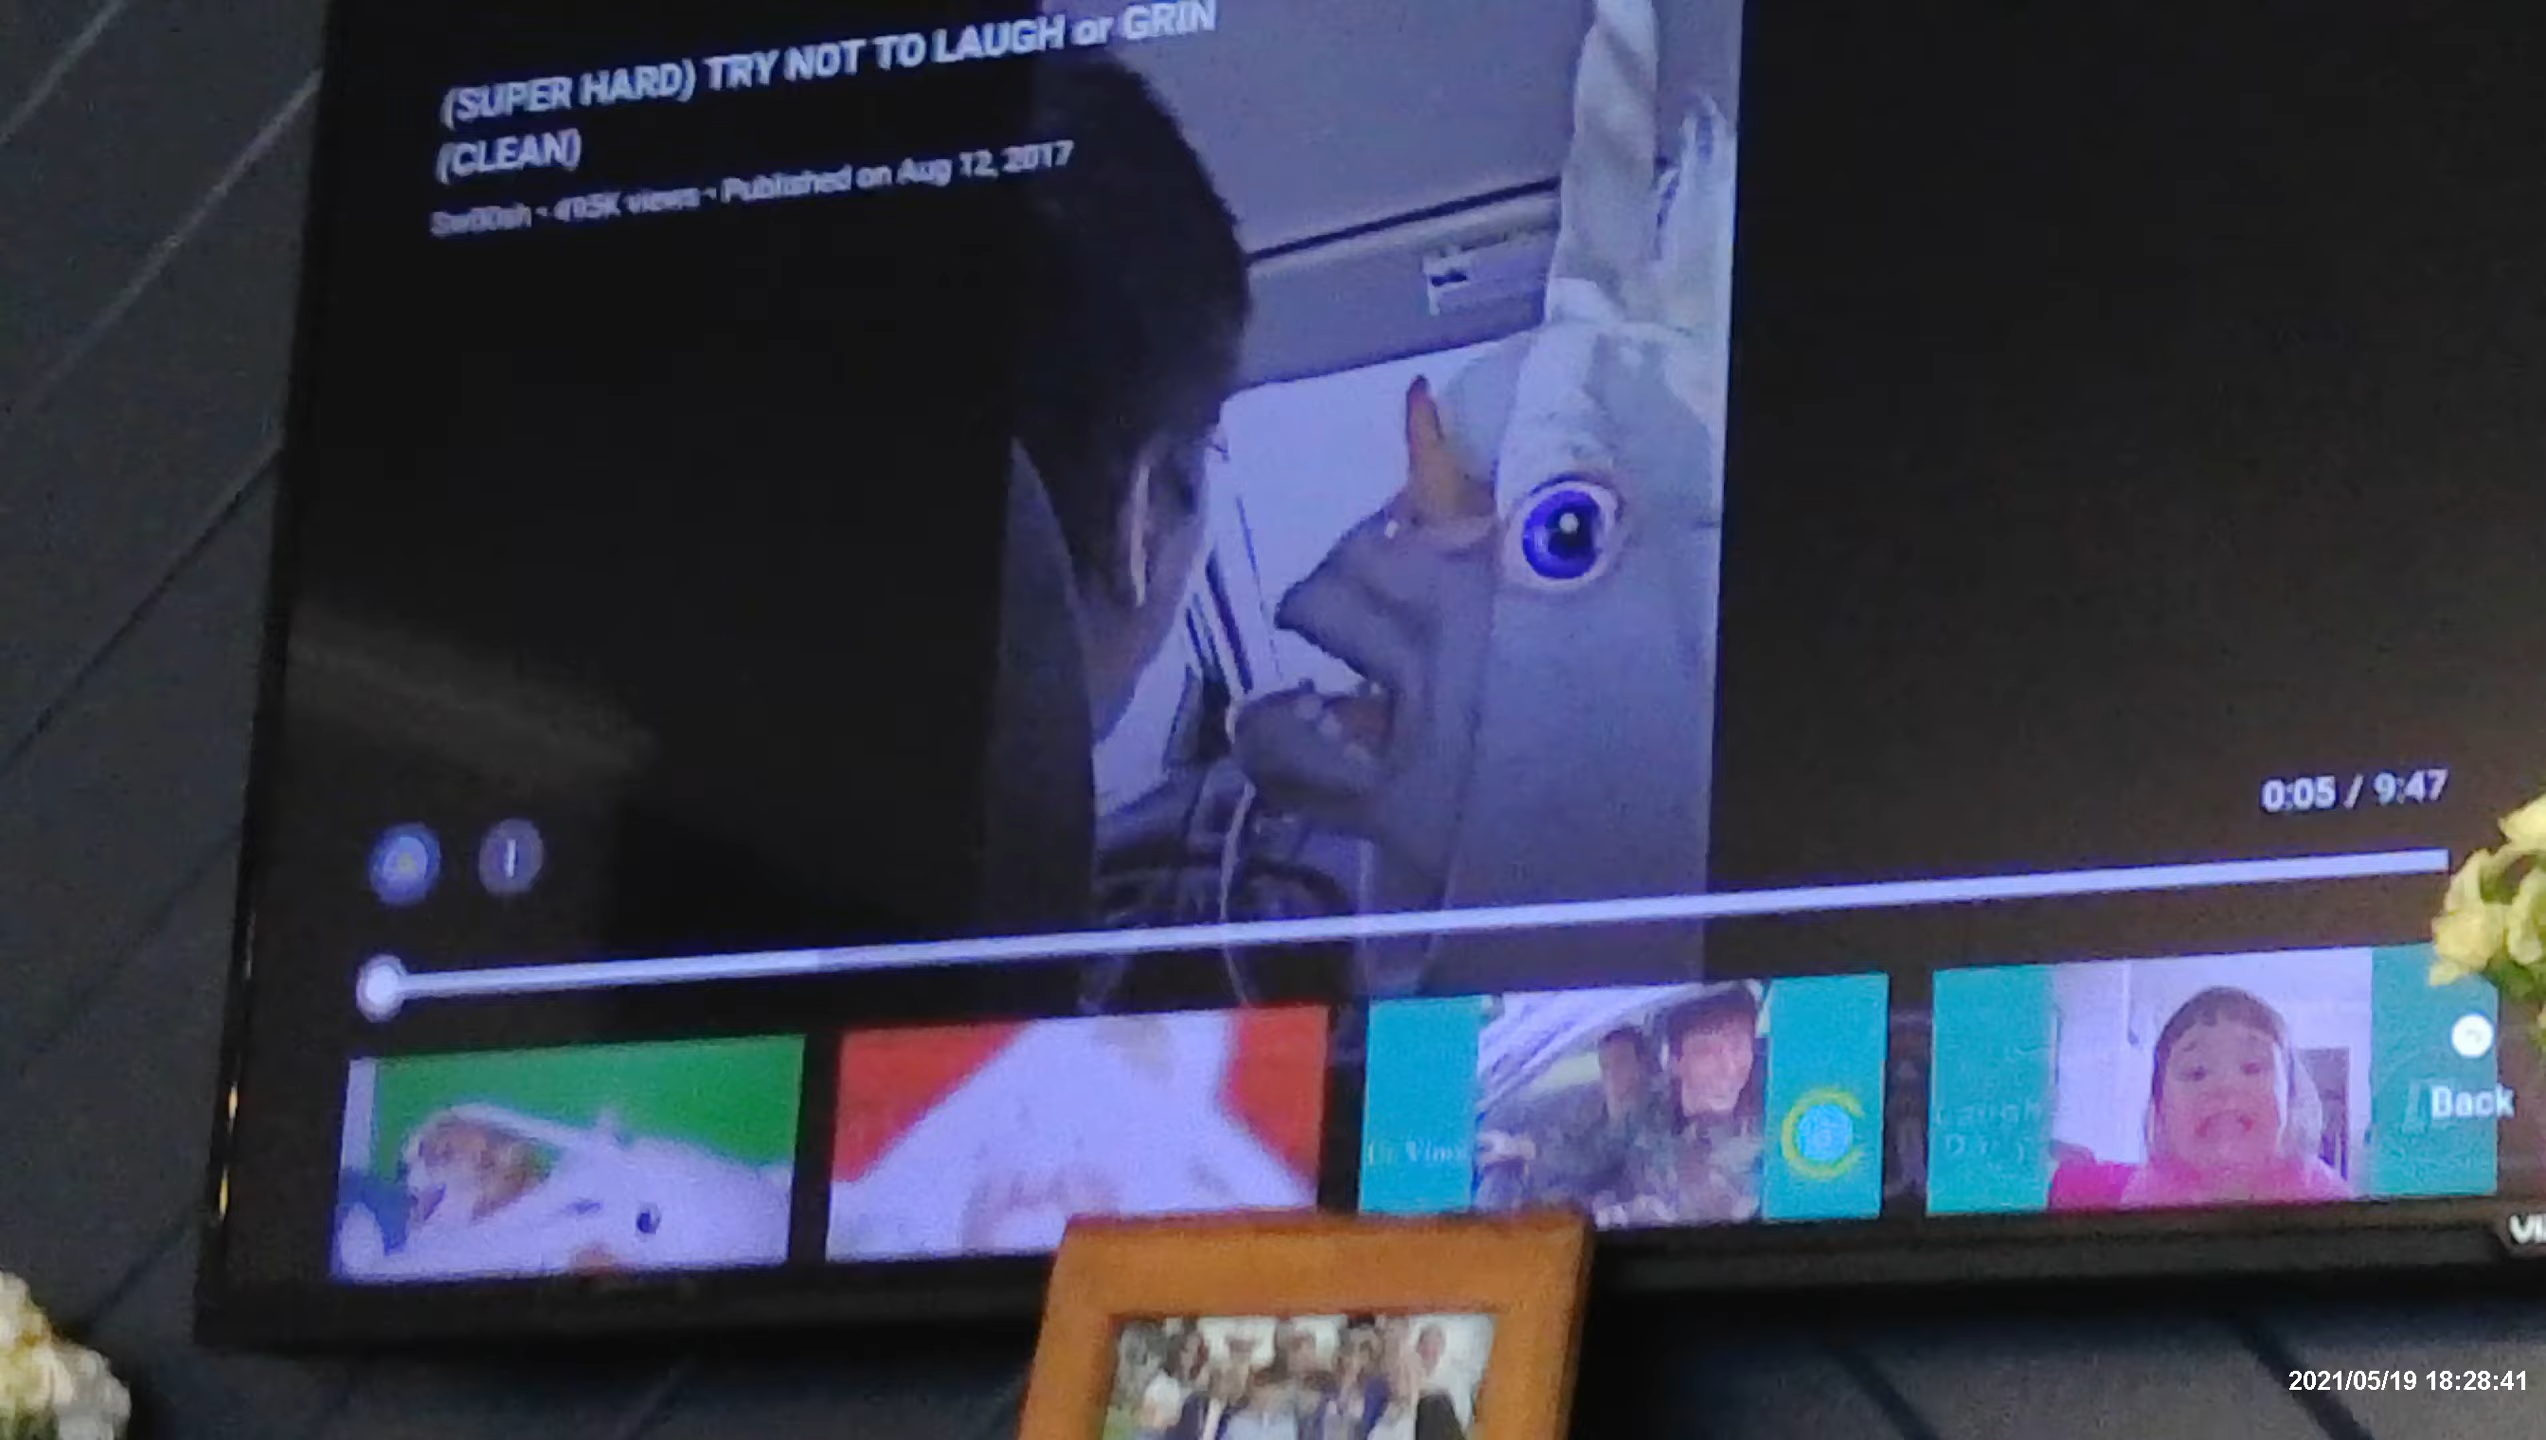 (SUPER HARD) TRY NOT TO LAUGH or GRIN
(CLEAN)
views • Published on Aug 12, 2017
0:05 / 9:47
Back
2021/05/19 18:28:41